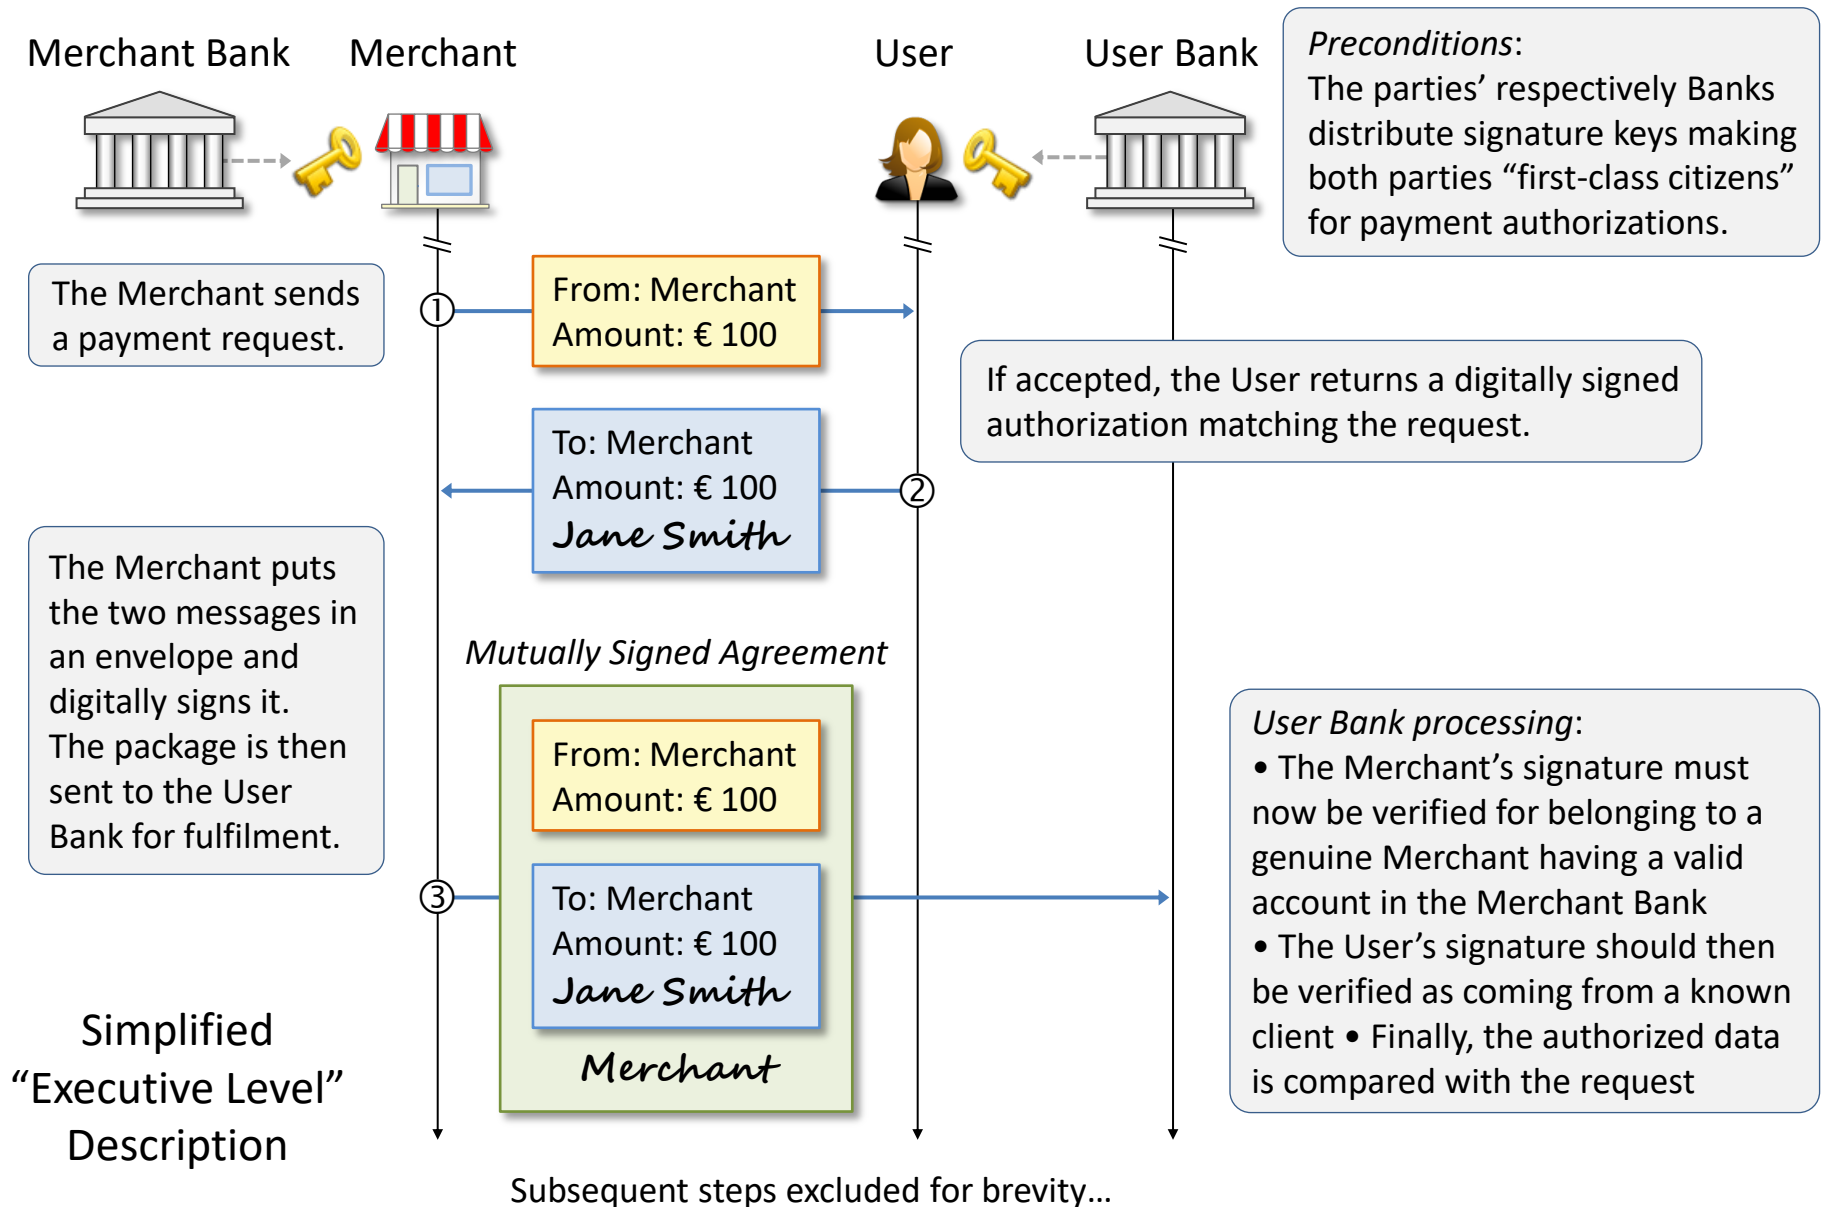 Merchant Bank
Merchant
User
User Bank
Preconditions:
The parties’ respectively Banks
distribute signature keys making
both parties “first-class citizens”
for payment authorizations.
The Merchant sends
a payment request.
①
From: Merchant
Amount: € 100
If accepted, the User returns a digitally signed
authorization matching the request.
To: Merchant
Amount: € 100
Jane Smith
②
The Merchant puts
the two messages in
an envelope and
digitally signs it.
The package is then
sent to the User
Bank for fulfilment.
Mutually Signed Agreement
From: Merchant
Amount: € 100
③
To: Merchant
Amount: € 100
Jane Smith
Merchant
User Bank processing:
• The Merchant’s signature must
now be verified for belonging to a
genuine Merchant having a valid
account in the Merchant Bank
• The User’s signature should then
be verified as coming from a known
client • Finally, the authorized data
is compared with the request
Simplified
“Executive Level”
Description
Subsequent steps excluded for brevity…